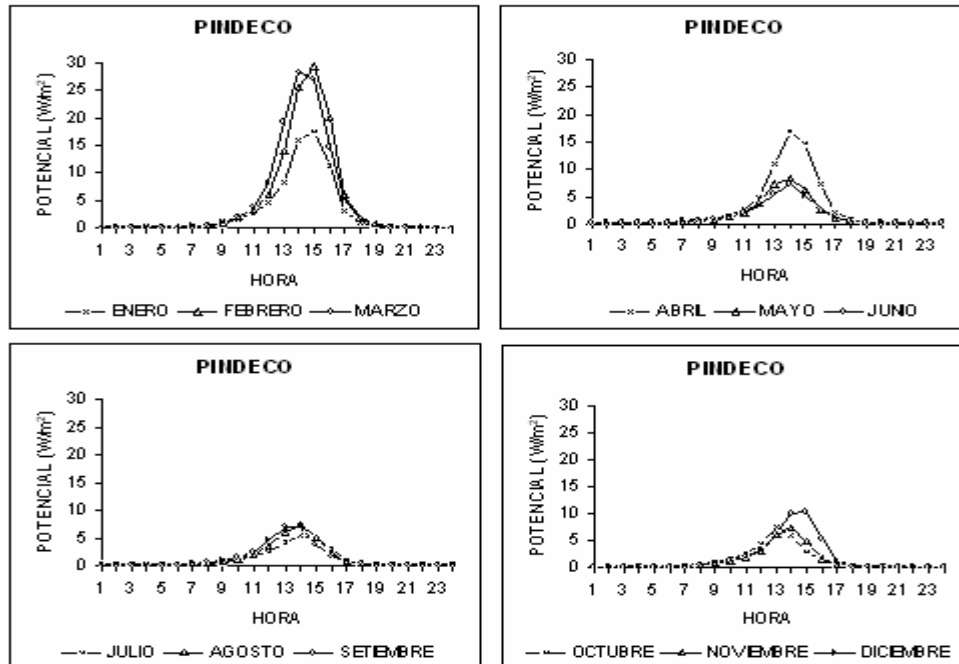 PINDECO
POTENCIAL (W/m²)
30
25
20
15
10
5
0
1 3 5 7 9 11 13 15 17 19 21 23
HORA
ENERO FEBRERO MARZO
PINDECO
POTENCIAL (W/m²)
30
25
20
15
10
5
0
1 3 5 7 9 11 13 15 17 19 21 23
HORA
ABRIL MAYO JUNIO
PINDECO
POTENCIAL (W/m²)
30
25
20
15
10
5
0
1 3 5 7 9 11 13 15 17 19 21 23
HORA
JULIO AGOSTO SETIEMBRE
PINDECO
POTENCIAL (W/m²)
30
25
20
15
10
5
0
1 3 5 7 9 11 13 15 17 19 21 23
HORA
OCTUBRE NOVIEMBRE DICIEMBRE